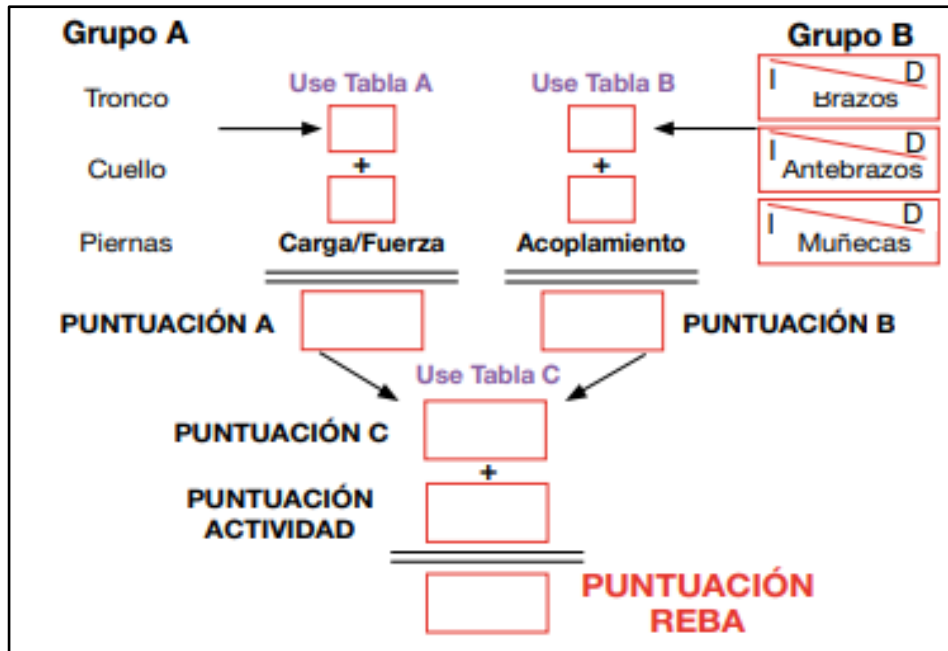 Grupo A
Grupo B
Use Tabla A
Use Tabla B
Tronco
I D
Brazos
+
+
Cuello
I D
Antebrazos
Piernas
Carga/Fuerza
Acoplamiento
I D
Muñecas
PUNTUACIÓN A
PUNTUACIÓN B
Use Tabla C
PUNTUACIÓN C
+
PUNTUACIÓN
ACTIVIDAD
PUNTUACIÓN
REBA